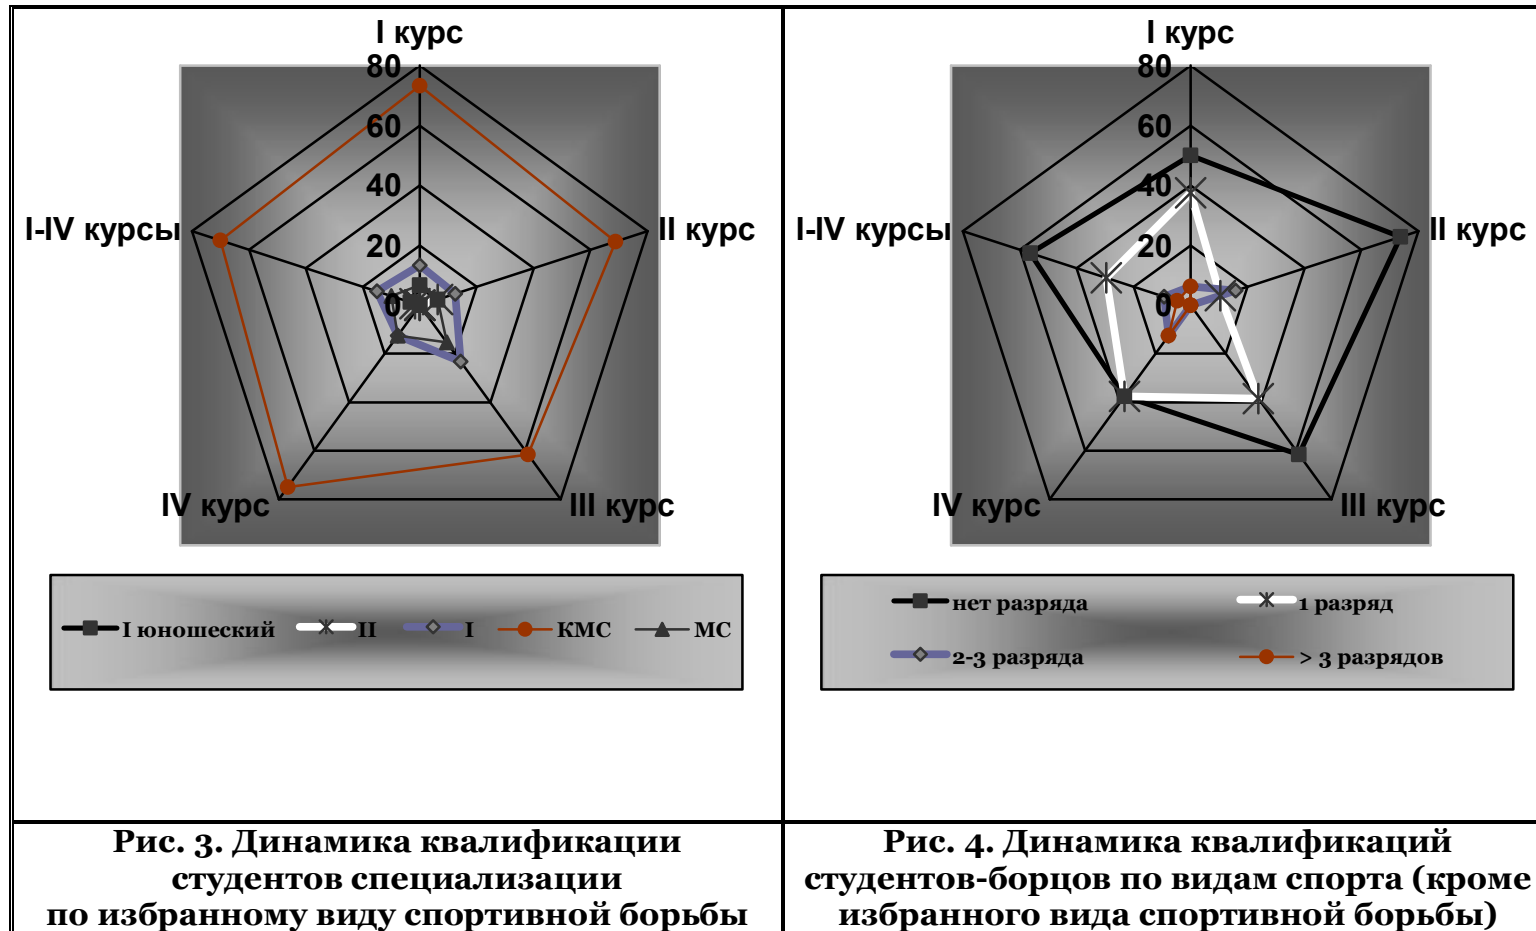 I курс
80
60
40
20
0
I-IV курсы
II курс
IV курс
III курс
I юношеский II I КМС МС
Рис. 3. Динамика квалификации
студентов специализации
по избранному виду спортивной борьбы
I курс
80
60
40
20
0
I-IV курсы
II курс
IV курс
III курс
нет разряда 1 разряд
2-3 разряда > 3 разрядов
Рис. 4. Динамика квалификаций
студентов-борцов по видам спорта (кроме
избранного вида спортивной борьбы)